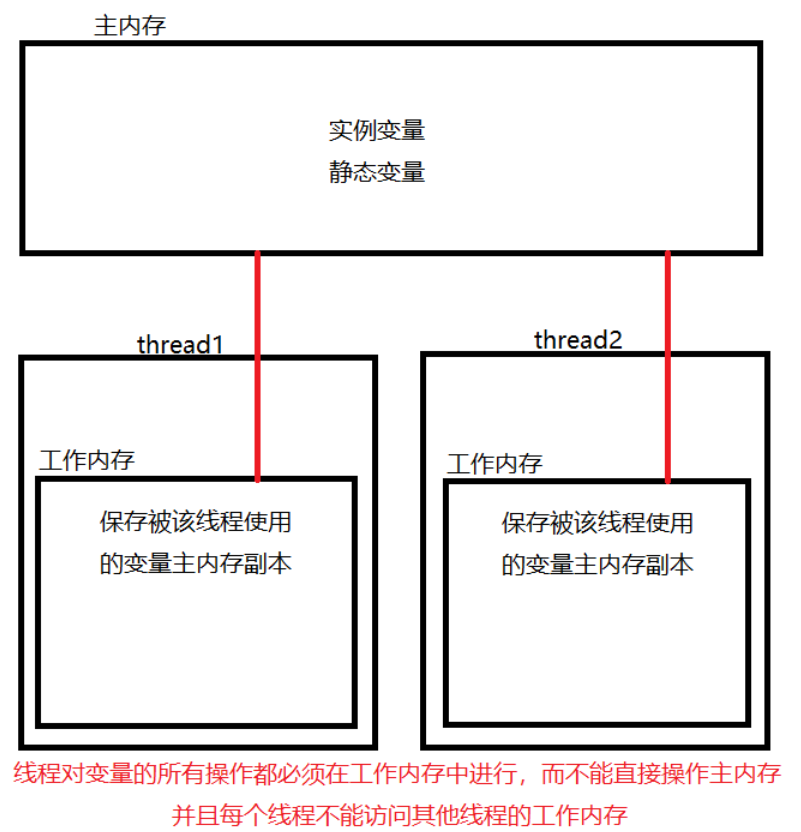 主内存
实例变量
静态变量
thread1
工作内存
保存被该线程使用
的变量主内存副本
thread2
工作内存
保存被该线程使用
的变量主内存副本
线程对变量的所有操作都必须在工作内存中进行，而不能直接操作主内存
并且每个线程不能访问其他线程的工作内存